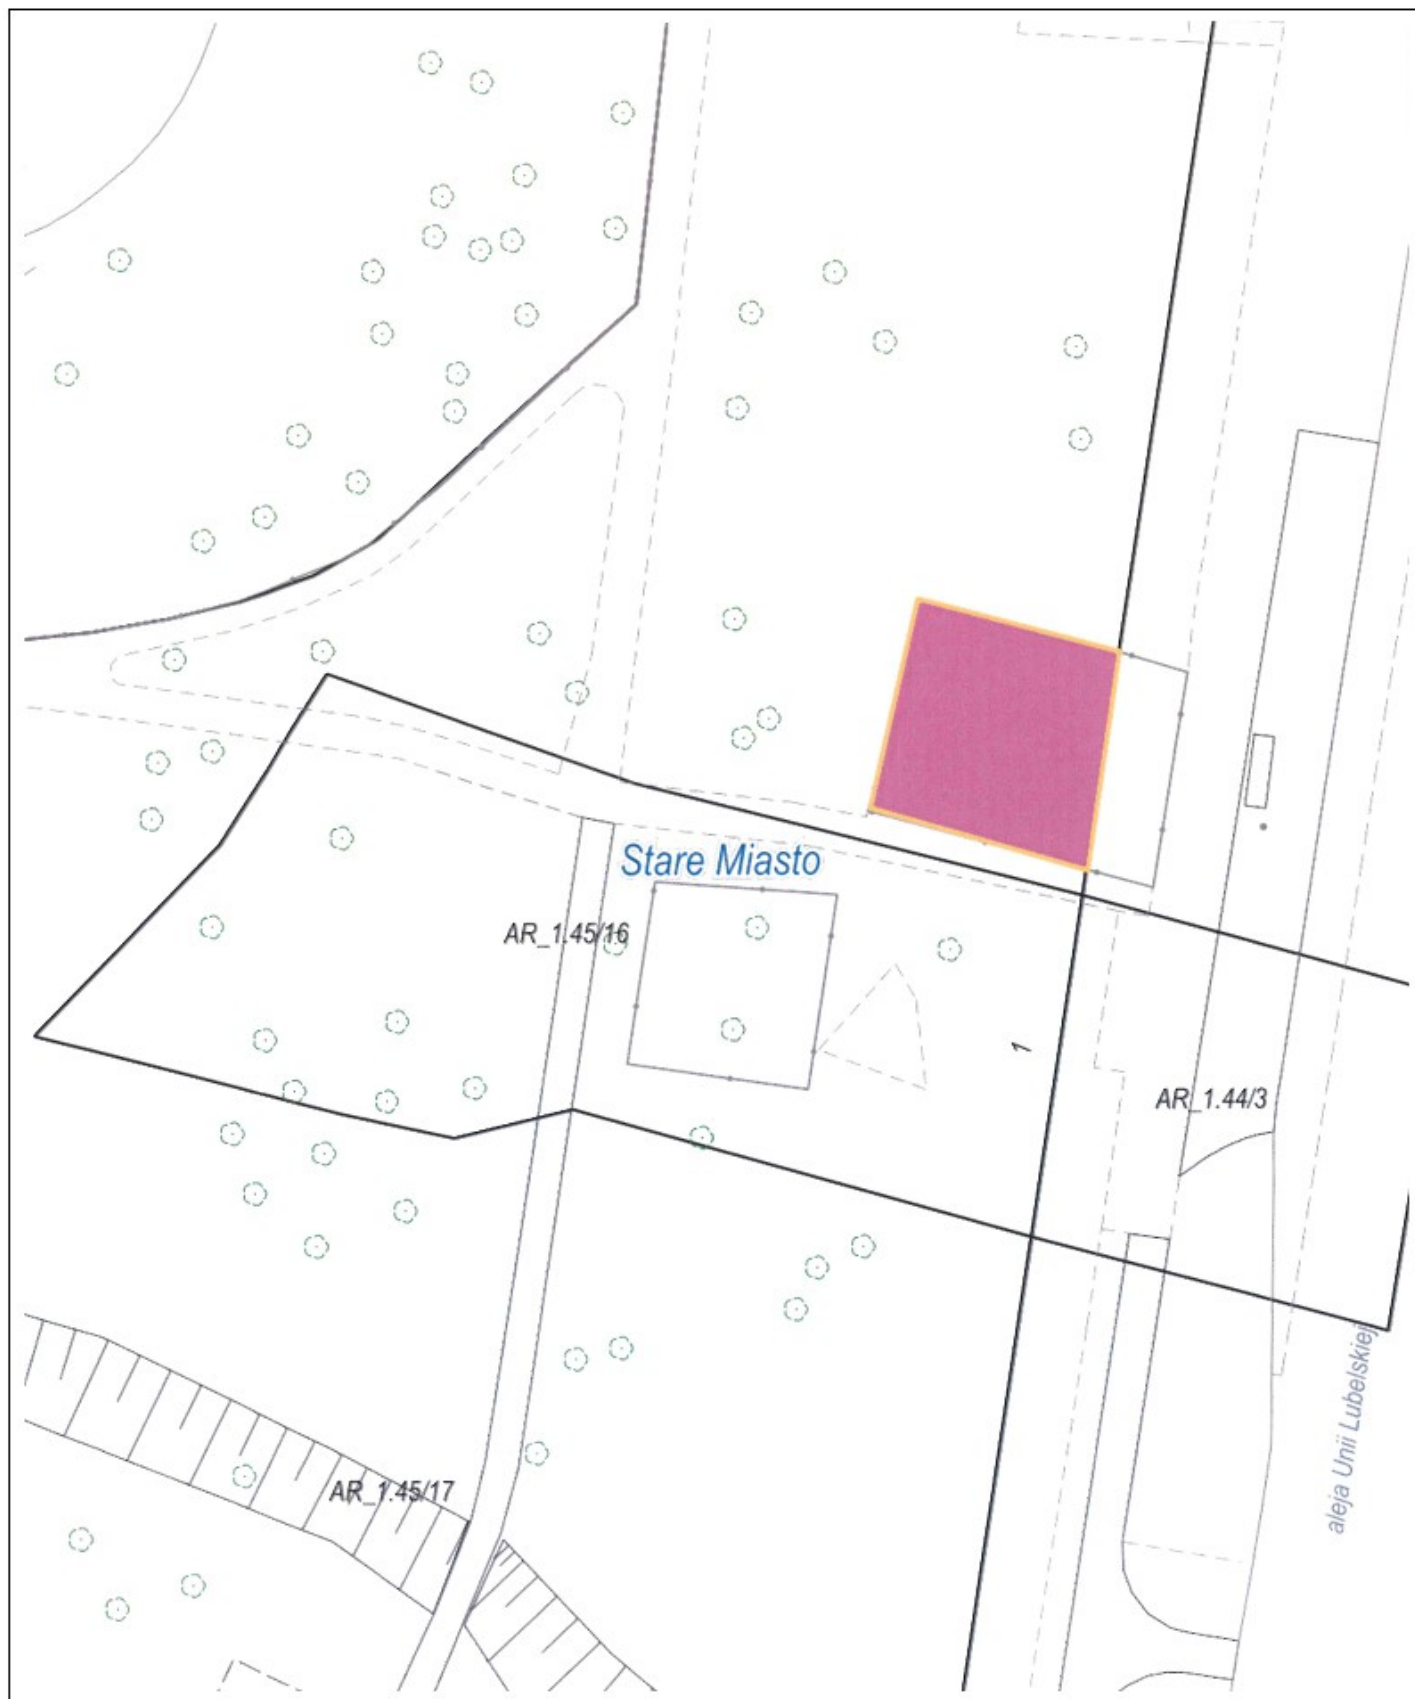 Stare Miasto
AR_1.45/16
1
AR_1.44/3
aleja Unii Lubelskiej
AR_1.45/17